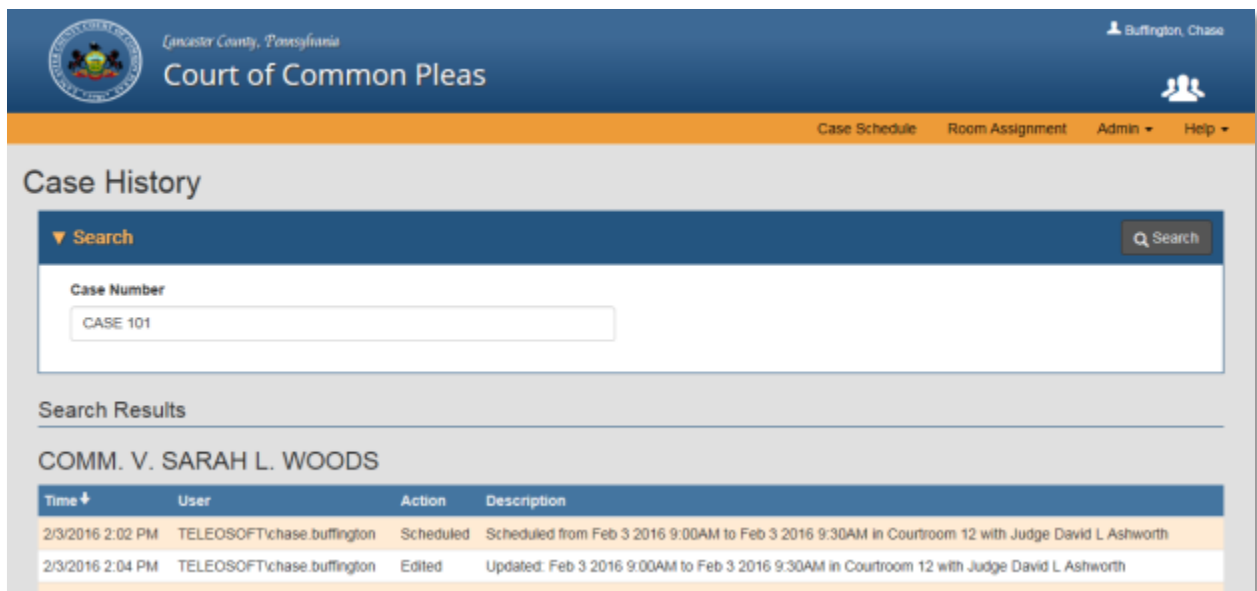 Buffington, Chase
Lancaster County, Pennsylvania
Court of Common Pleas
Case Schedule Room Assignment Admin Help
Case History
Search Search
Case Number
CASE 101
Search Results
COMM. V. SARAH L. WOODS
Time User Action Description
2/3/2016 2:02 PM TELEOSOFT\chase.buffington Scheduled Scheduled from Feb 3 2016 9:00AM to Feb 3 2016 9:30AM in Courtroom 12 with Judge David L Ashworth
2/3/2016 2:04 PM TELEOSOFT\chase.buffington Edited Updated: Feb 3 2016 9:00AM to Feb 3 2016 9:30AM in Courtroom 12 with Judge David L Ashworth